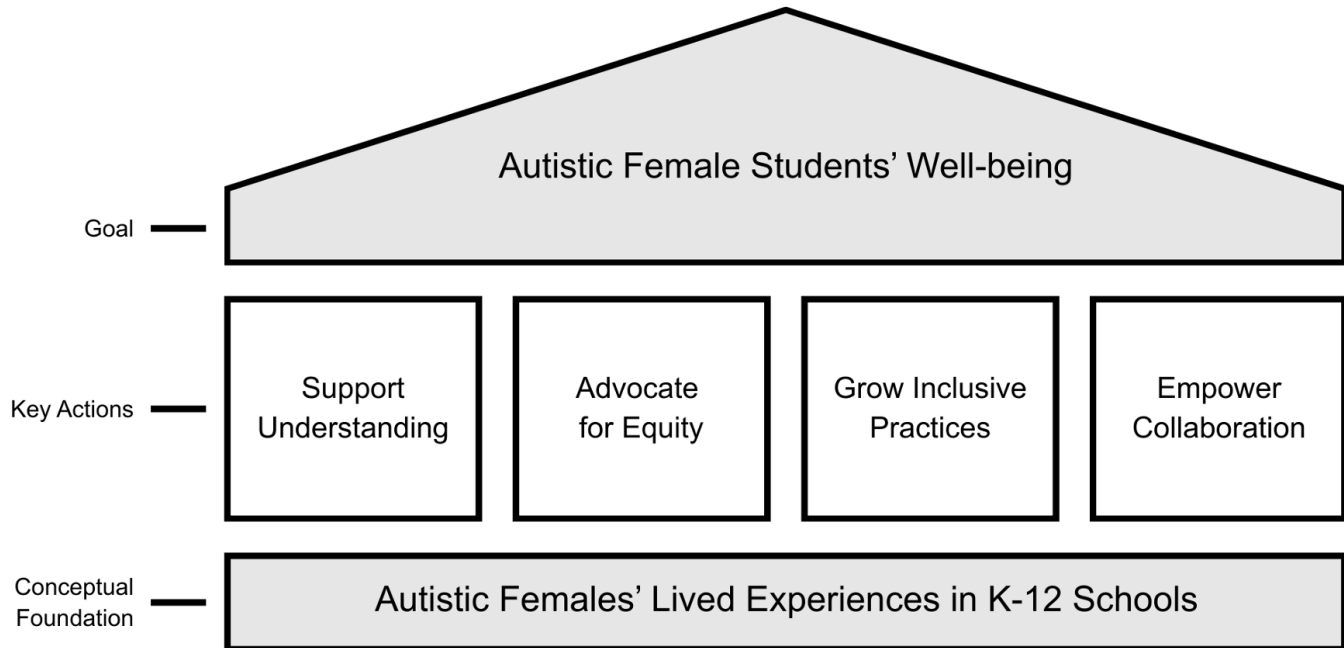 Autistic Female Students’ Well-being
Goal
Key Actions
Support
Understanding
Advocate
for Equity
Grow Inclusive
Practices
Empower
Collaboration
Conceptual
Foundation
Autistic Females’ Lived Experiences in K-12 Schools